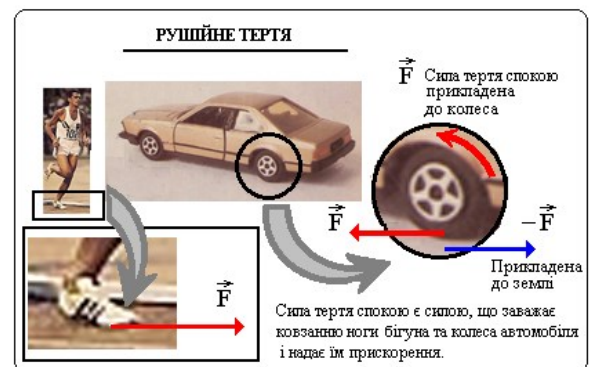 РУШІЙНЕ ТЕРТЯ
F Сила тертя спокою
прикладена
до колеса
F
−F
Прикладена
до землі
F
Сила тертя спокою є силою, що заважає
ковзанню ноги бігуна та колеса автомобіля
і надає їм прискорення.